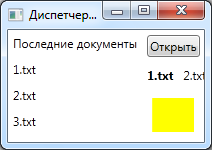 Диспетчер...
Последние документы
Открыть
1.txt
1.txt 2.txt
2.txt
3.txt